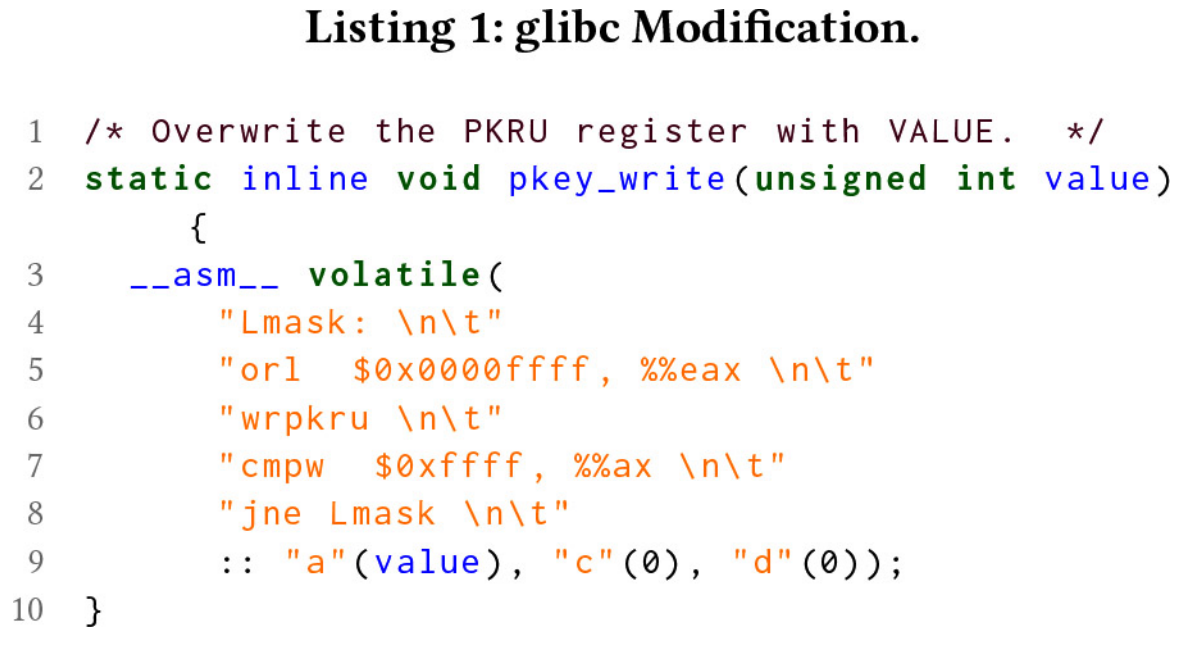 Listing 1: glibc Modification.
1 /* Overwrite the PKRU register with VALUE.  */
2 static inline void pkey_write(unsigned int value)
{
3 __asm__ volatile(
4 "Lmask: \n\t"
5 "orl  $0x0000ffff, %%eax \n\t"
6 "wrpkru \n\t"
7 "cmpw  $0xffff, %%ax \n\t"
8 "jne Lmask \n\t"
9 :: "a"(value), "c"(0), "d"(0));
10 }